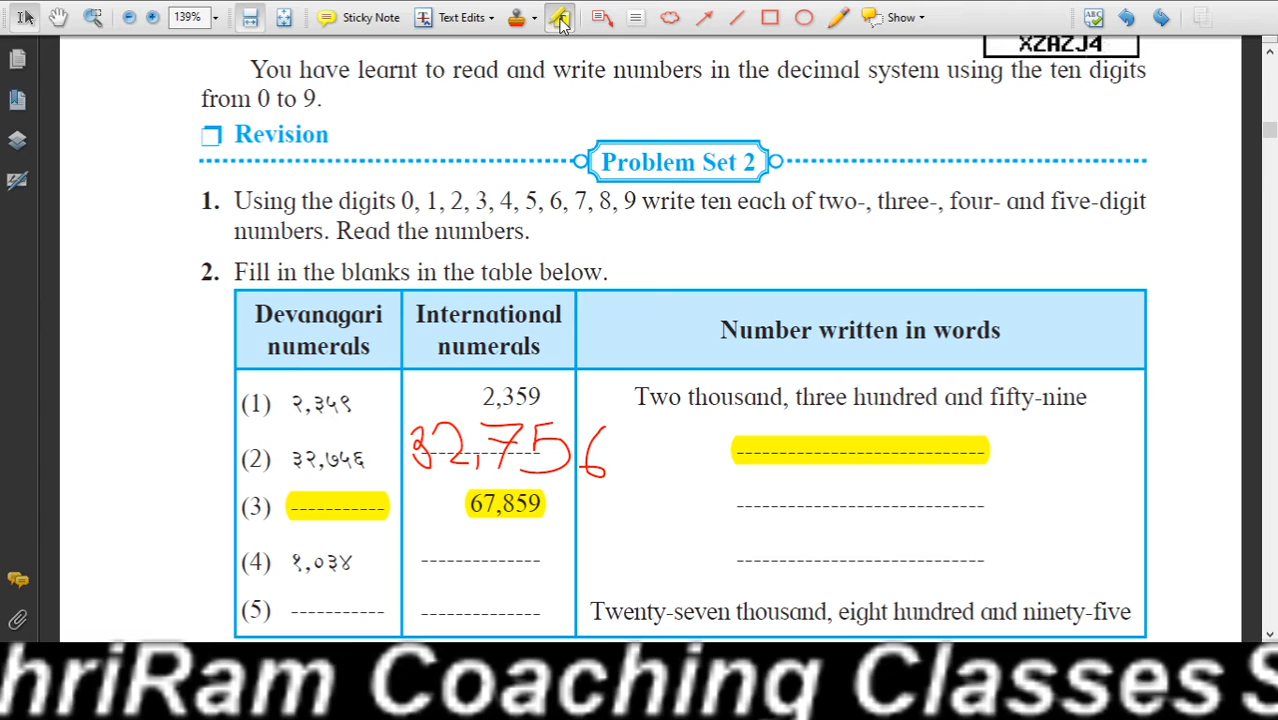 139% Sticky Note Text Edits Show
XZAZJ4
You have learnt to read and write numbers in the decimal system using the ten digits
from 0 to 9.
Revision
Problem Set 2
1. Using the digits 0, 1, 2, 3, 4, 5, 6, 7, 8, 9 write ten each of two-, three-, four- and five-digit
numbers. Read the numbers.
2. Fill in the blanks in the table below.
Devanagari numerals International numerals Number written in words
(1) २,३५९ 2,359 Two thousand, three hundred and fifty-nine
(2) ३२,७५६ 32,756 --------------------------
(3) ----------- 67,859 --------------------------
(4) १,०३४ -------------- --------------------------
(5) ----------- -------------- Twenty-seven thousand, eight hundred and ninety-five
hriRam Coaching Classes S